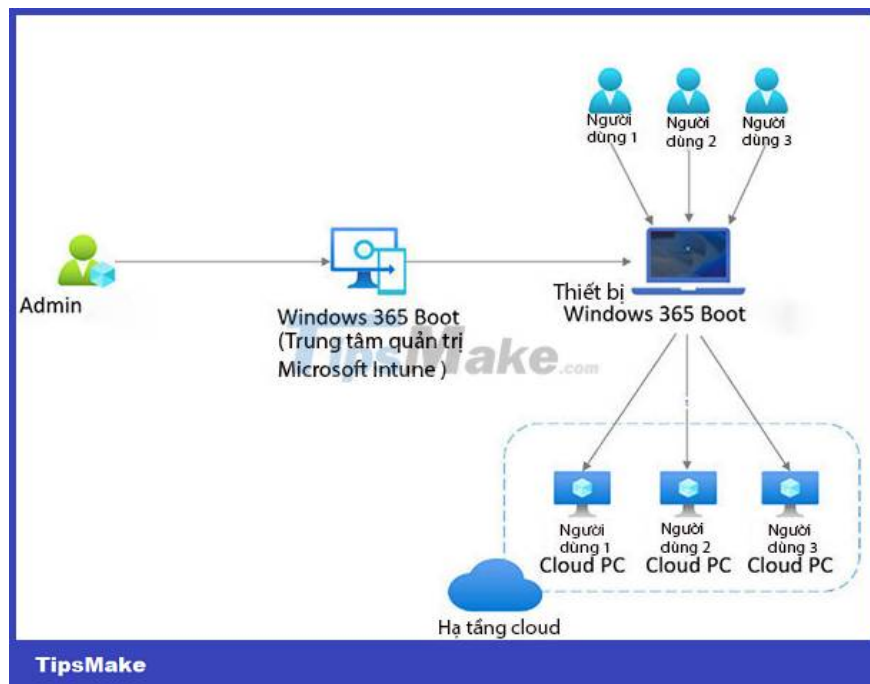 Người
dùng 1
Người
dùng 2
Người
dùng 3
Admin
Windows 365 Boot
(Trung tâm quản trị
Microsoft Intune )
Thiết bị
Windows 365 Boot
TipsMake.com
Người
dùng 1
Cloud PC
Người
dùng 2
Cloud PC
Người
dùng 3
Cloud PC
Hạ tầng cloud
TipsMake